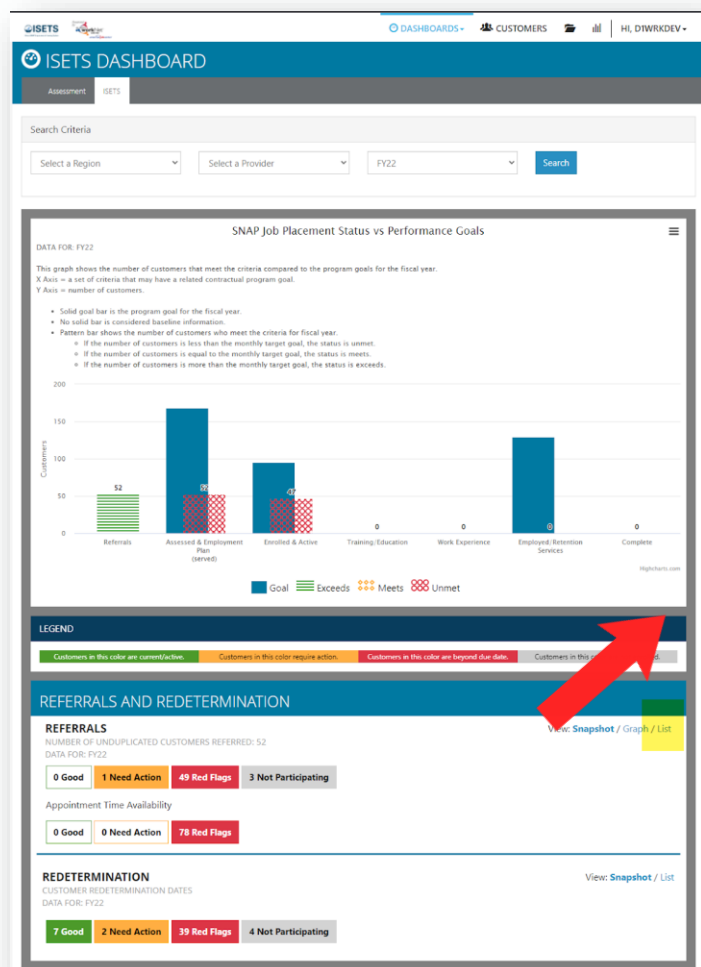 ISETS
DASHBOARDS
CUSTOMERS
HI, D1WRKDEV
ISETS DASHBOARD
Assessment
ISETS
Search Criteria
Select a Region
Select a Provider
FY22
Search
SNAP Job Placement Status vs Performance Goals
DATA FOR: FY22
This graph shows the number of customers that meet the criteria compared to the program goals for the fiscal year.
X Axis = a set of criteria that may have a related contractual program goal.
Y Axis = number of customers.
Solid goal bar is the program goal for the fiscal year.
No solid bar is considered baseline information.
Pattern bar shows the number of customers who meet the criteria for fiscal year.
If the number of customers is less than the monthly target goal, the status is unmet.
If the number of customers is equal to the monthly target goal, the status is meets.
If the number of customers is more than the monthly target goal, the status is exceeds.
Customers
200
150
100
50
0
52
52
0
0
0
0
Referrals
Assessed & Employment
Plan
(served)
Enrolled & Active
Training/Education
Work Experience
Employed/Retention
Services
Complete
Highcharts.com
Goal
Exceeds
Meets
Unmet
LEGEND
Customers in this color are current/active.
Customers in this color require action.
Customers in this color are beyond due date.
Customers in this
REFERRALS AND REDETERMINATION
REFERRALS
View: Snapshot / Graph / List
NUMBER OF UNDUPLICATED CUSTOMERS REFERRED: 52
DATA FOR: FY22
0 Good
1 Need Action
49 Red Flags
3 Not Participating
Appointment Time Availability
0 Good
0 Need Action
78 Red Flags
REDETERMINATION
View: Snapshot / List
CUSTOMER REDETERMINATION DATES
DATA FOR: FY22
7 Good
2 Need Action
39 Red Flags
4 Not Participating